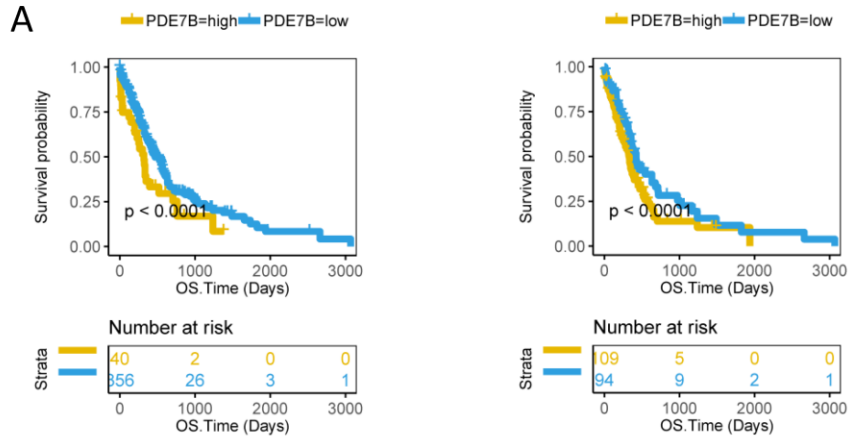 A
PDE7B=high PDE7B=low
1.00
0.75
0.50
0.25
0.00
Survival probability
p < 0.0001
0 1000 2000 3000
OS.Time (Days)
Number at risk
Strata
40 2 0 0
356 26 3 1
0 1000 2000 3000
OS.Time (Days)
PDE7B=high PDE7B=low
1.00
0.75
0.50
0.25
0.00
Survival probability
p < 0.0001
0 1000 2000 3000
OS.Time (Days)
Number at risk
Strata
109 5 0 0
94 9 2 1
0 1000 2000 3000
OS.Time (Days)